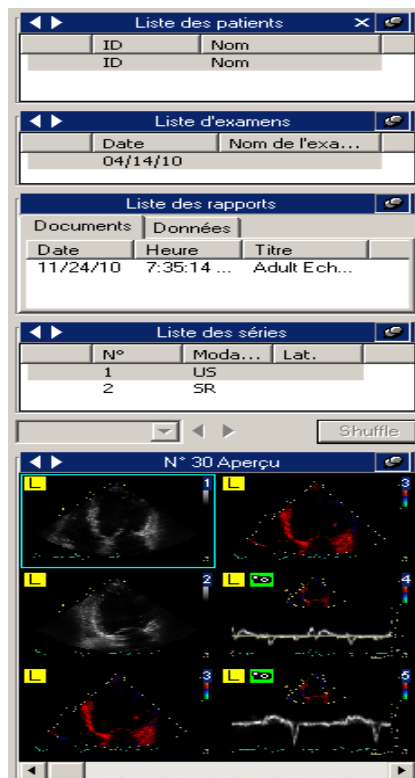 Liste des patients
ID Nom
ID Nom
Liste d'examens
Date Nom de l'exa...
04/14/10
Liste des rapports
Documents Données
Date Heure Titre
11/24/10 7:35:14 ... Adult Ech...
Liste des séries
N° Moda... Lat.
1 US
2 SR
Shuffle
N° 30 Aperçu
L 1 L 3
L 2 L 4
L 3 L 5